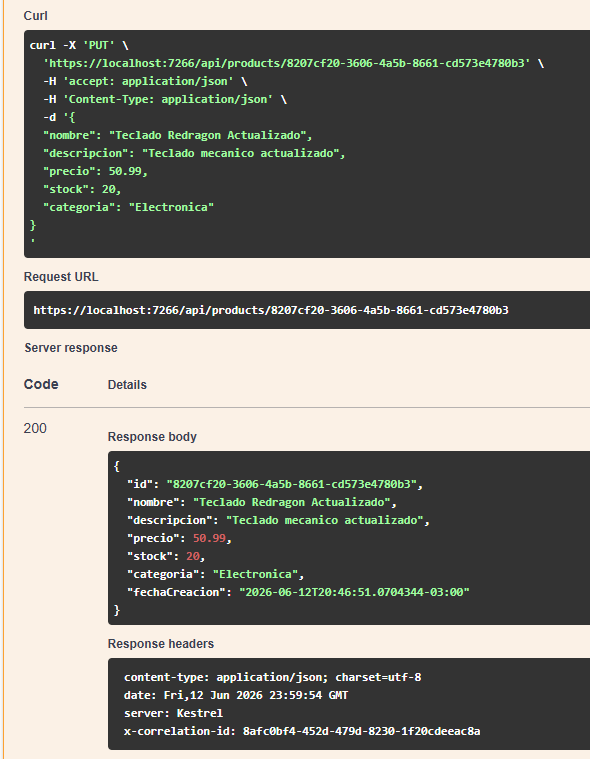 Curl
curl -X 'PUT' \
  'https://localhost:7266/api/products/8207cf20-3606-4a5b-8661-cd573e4780b3' \
  -H 'accept: application/json' \
  -H 'Content-Type: application/json' \
  -d '{
  "nombre": "Teclado Redragon Actualizado",
  "descripcion": "Teclado mecanico actualizado",
  "precio": 50.99,
  "stock": 20,
  "categoria": "Electronica"
}
'
Request URL
https://localhost:7266/api/products/8207cf20-3606-4a5b-8661-cd573e4780b3
Server response
Code Details
200
Response body
{
  "id": "8207cf20-3606-4a5b-8661-cd573e4780b3",
  "nombre": "Teclado Redragon Actualizado",
  "descripcion": "Teclado mecanico actualizado",
  "precio": 50.99,
  "stock": 20,
  "categoria": "Electronica",
  "fechaCreacion": "2026-06-12T20:46:51.0704344-03:00"
}
Response headers
content-type: application/json; charset=utf-8
date: Fri,12 Jun 2026 23:59:54 GMT
server: Kestrel
x-correlation-id: 8afc0bf4-452d-479d-8230-1f20cdeeac8a